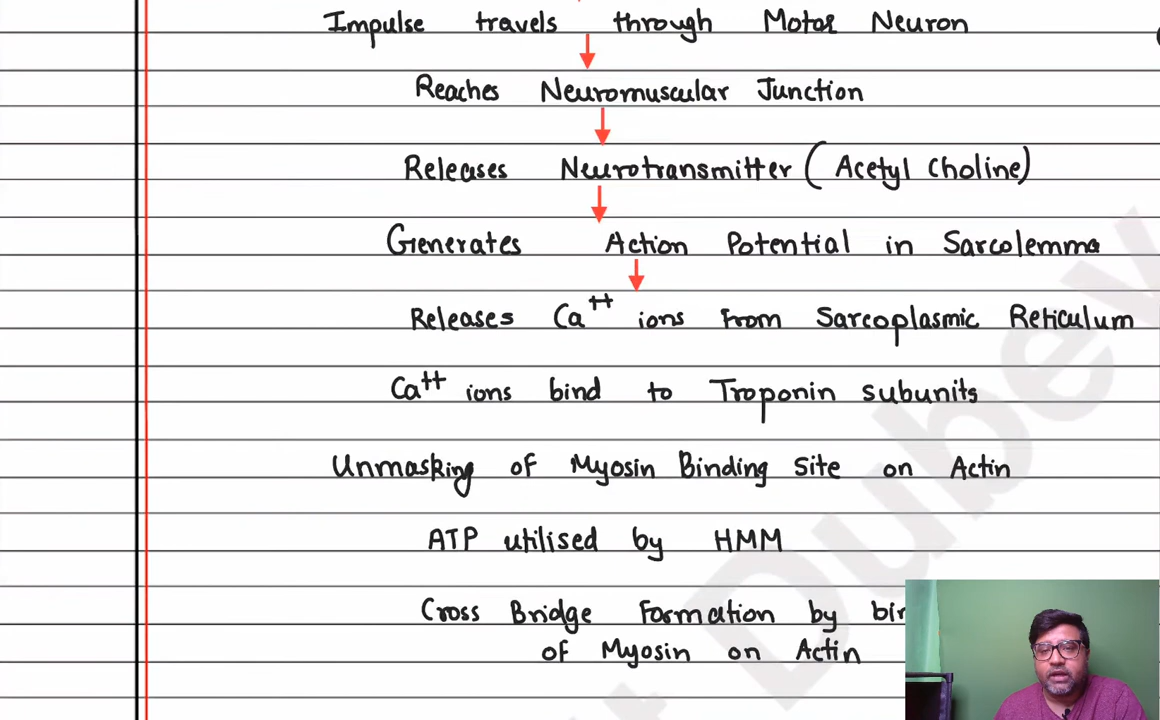 Impulse travels through Motor Neuron
Reaches Neuromuscular Junction
Releases Neurotransmitter (Acetyl Choline)
Generates Action Potential in Sarcolemma
Releases Ca++ ions from Sarcoplasmic Reticulum
Ca++ ions bind to Troponin subunits
Unmasking of Myosin Binding Site on Actin
ATP utilised by HMM
Cross Bridge Formation by
of Myosin on Actin
Dubey